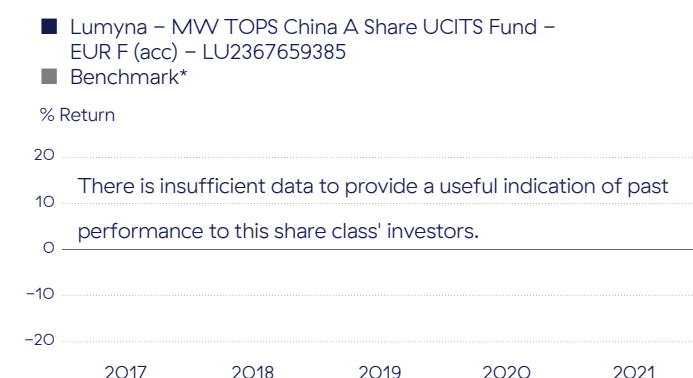 Lumyna – MW TOPS China A Share UCITS Fund –
EUR F (acc) – LU2367659385
Benchmark*
% Return
20
There is insufficient data to provide a useful indication of past
10
performance to this share class' investors.
0
–10
–20
2017 2018 2019 2020 2021